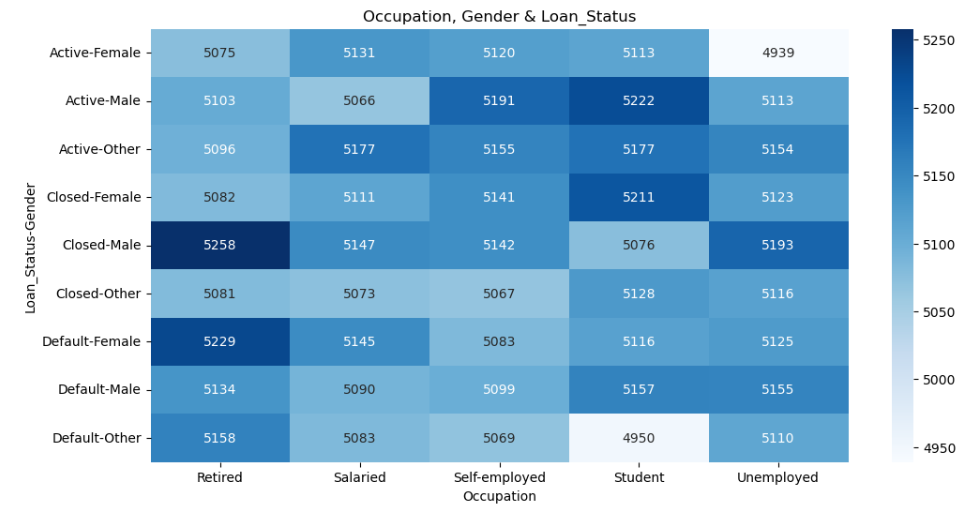 Occupation, Gender & Loan_Status
Loan_Status-Gender
Active-Female 5075 5131 5120 5113 4939
Active-Male 5103 5066 5191 5222 5113
Active-Other 5096 5177 5155 5177 5154
Closed-Female 5082 5111 5141 5211 5123
Closed-Male 5258 5147 5142 5076 5193
Closed-Other 5081 5073 5067 5128 5116
Default-Female 5229 5145 5083 5116 5125
Default-Male 5134 5090 5099 5157 5155
Default-Other 5158 5083 5069 4950 5110
Retired Salaried Self-employed Student Unemployed
Occupation
5250
5200
5150
5100
5050
5000
4950